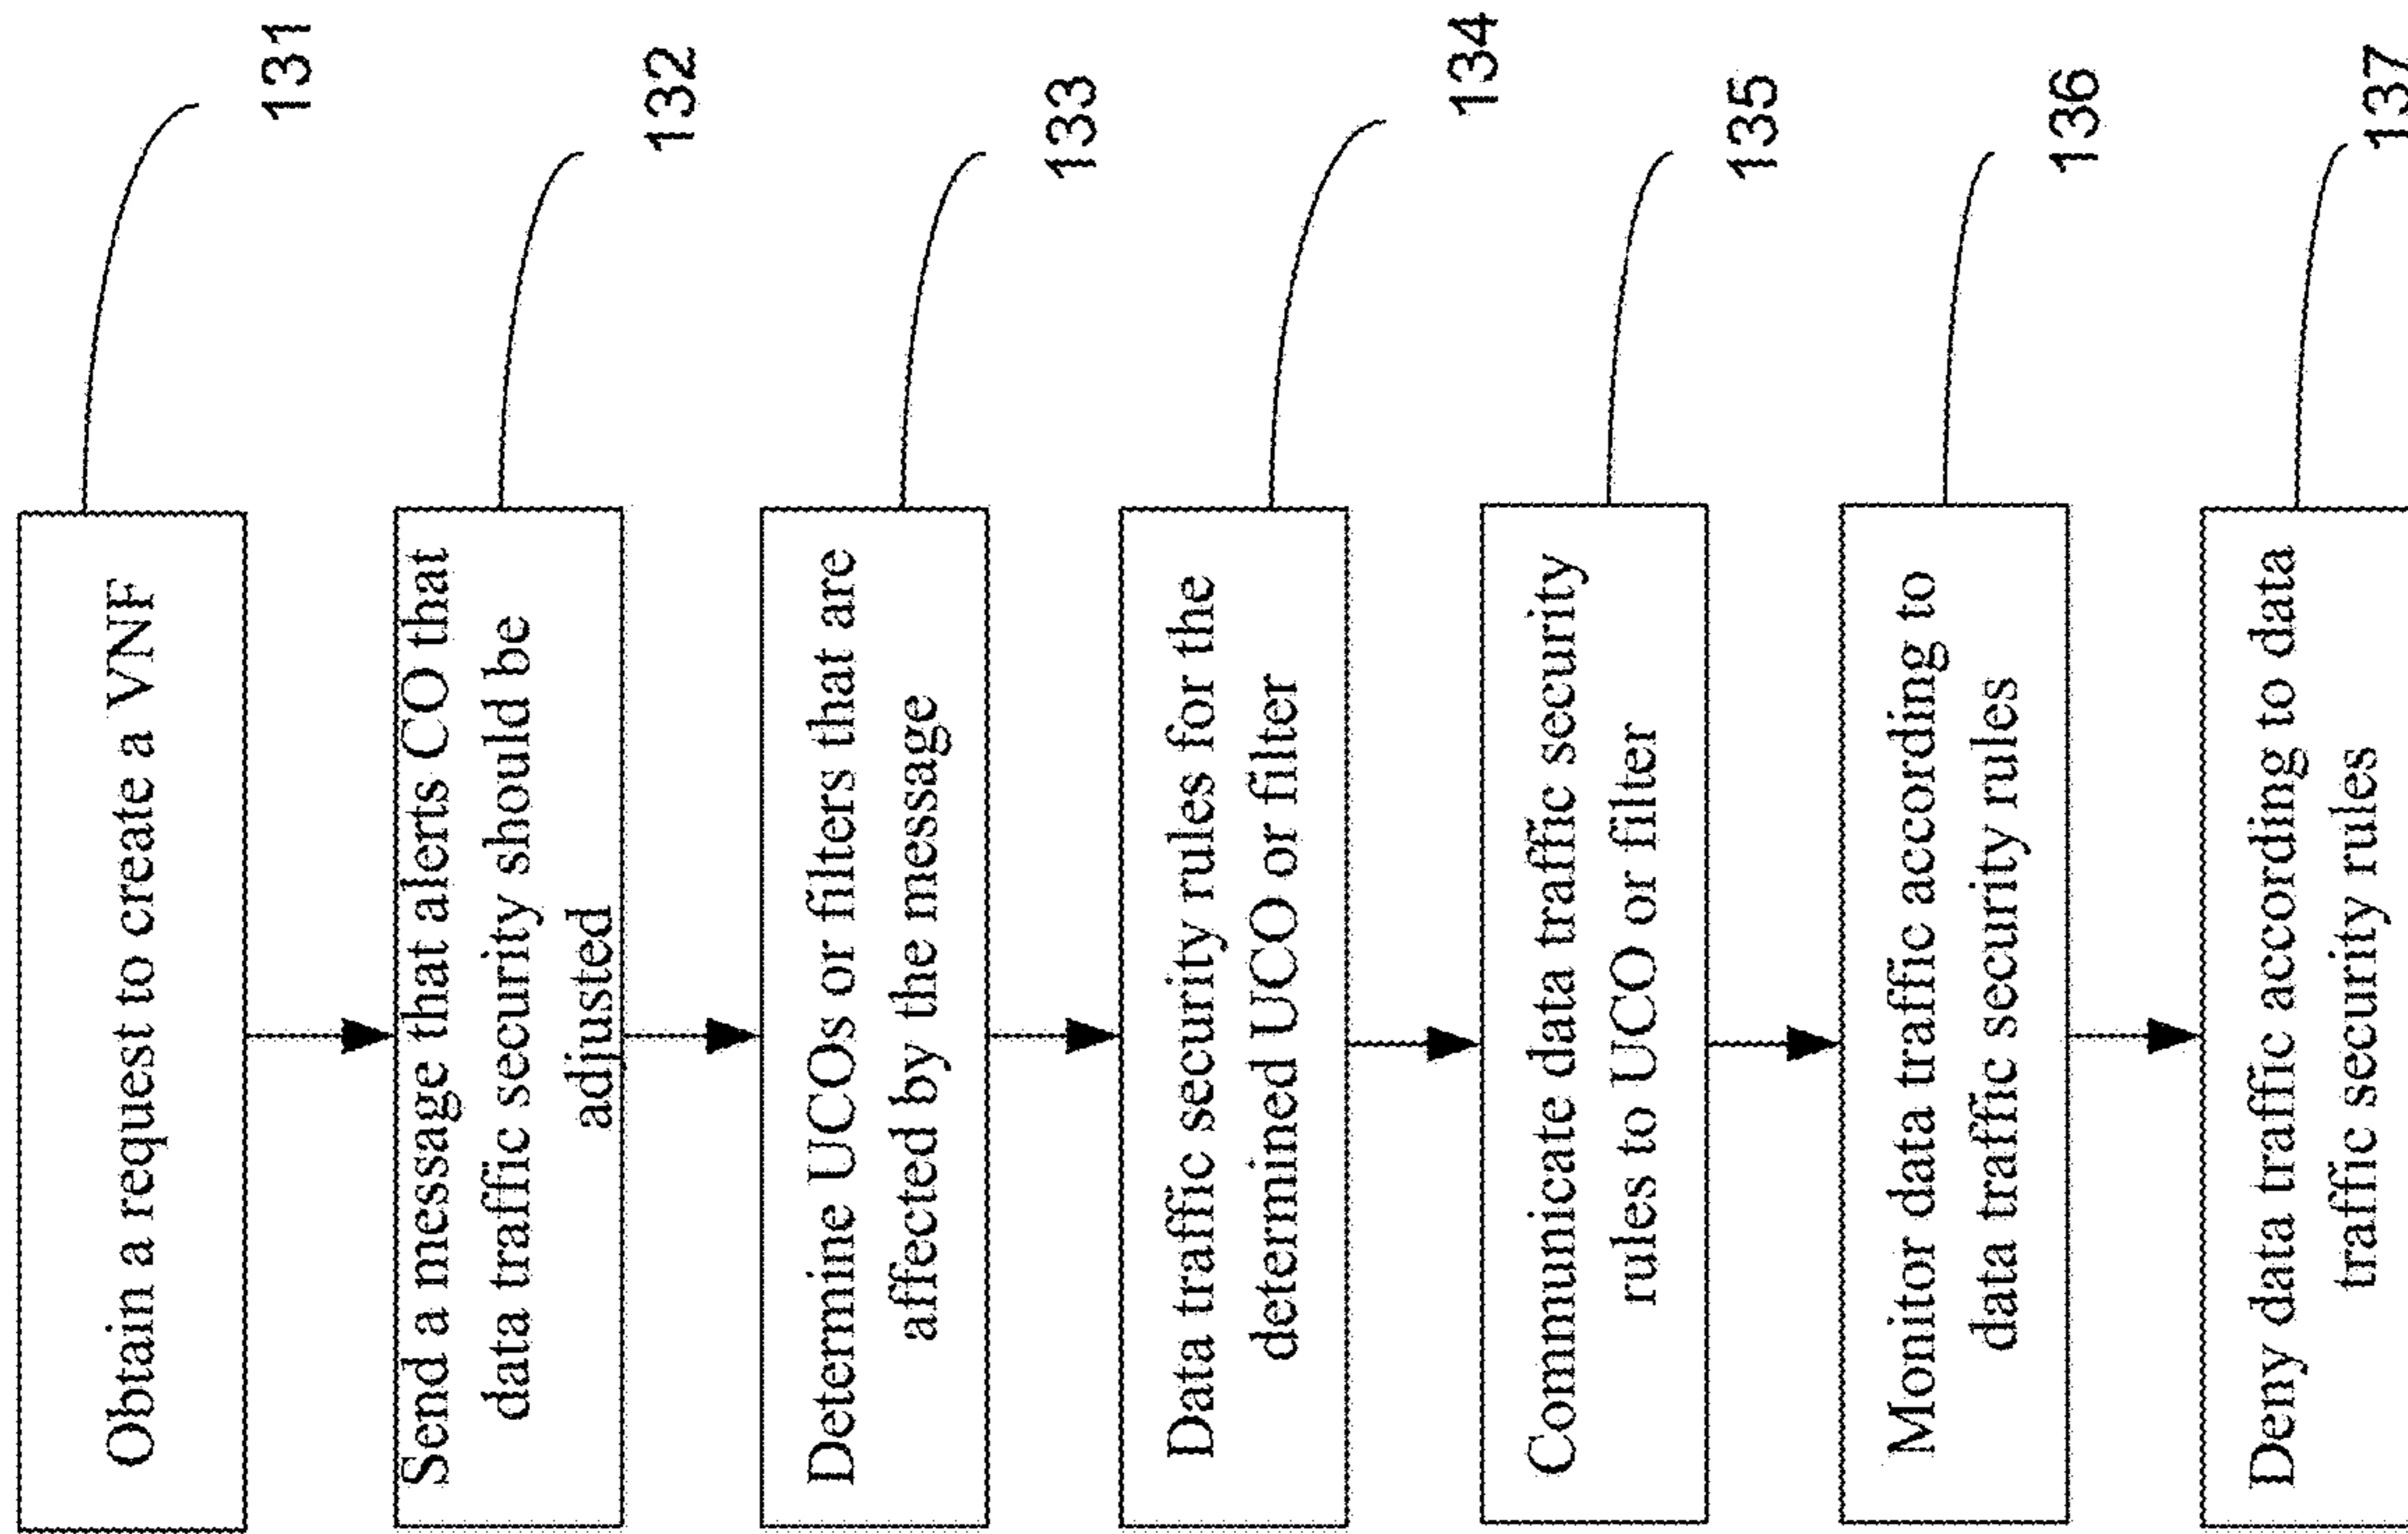 Obtain a request to create a VNF
131
Send a message that alerts CO that
data traffic security should be
adjusted
132
Determine UCOs or filters that are
affected by the message
133
Data traffic security rules for the
determined UCO or filter
134
Communicate data traffic security
rules to UCO or filter
135
Monitor data traffic according to
data traffic security rules
136
Deny data traffic according to data
traffic security rules
137